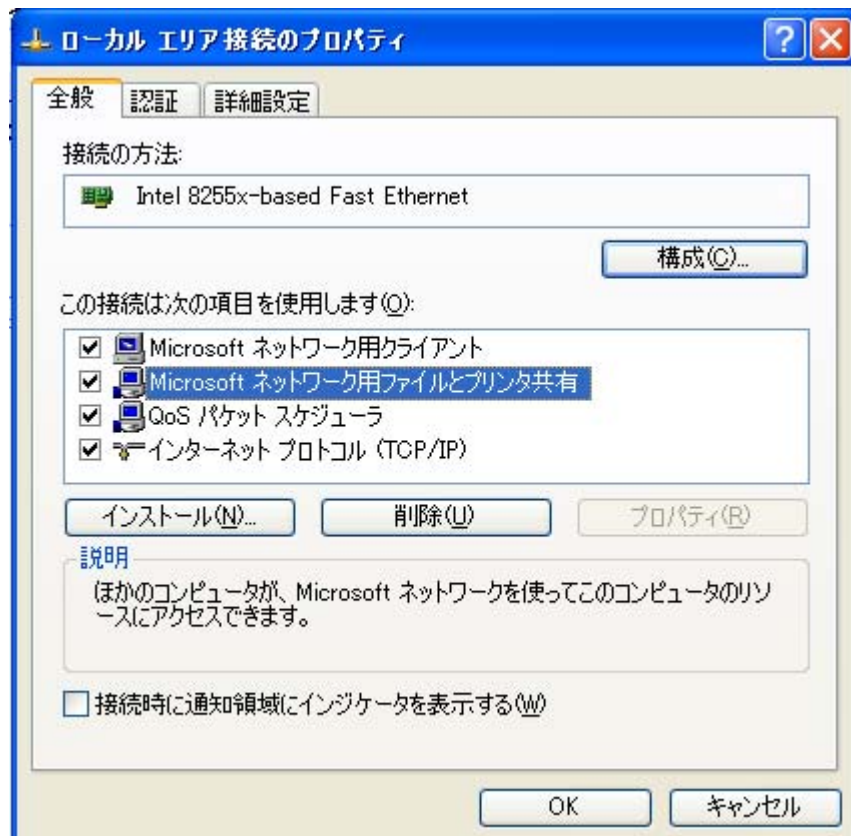 ローカル エリア接続のプロパティ
全般 認証 詳細設定
接続の方法:
Intel 8255x-based Fast Ethernet
構成(C)...
この接続は次の項目を使用します(O):
Microsoft ネットワーク用クライアント
Microsoft ネットワーク用ファイルとプリンタ共有
QoS パケット スケジューラ
インターネット プロトコル (TCP/IP)
インストール(N)... 削除(U) プロパティ(R)
説明
ほかのコンピュータが、Microsoft ネットワークを使ってこのコンピュータのリソ
ースにアクセスできます。
接続時に通知領域にインジケータを表示する(W)
OK キャンセル